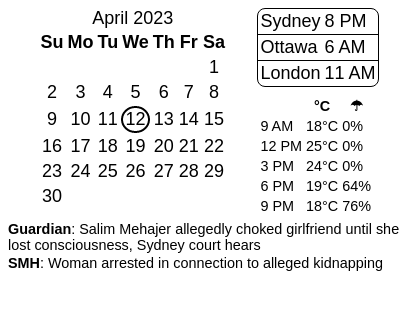 April 2023
Su Mo Tu We Th Fr Sa
1
2 3 4 5 6 7 8
9 10 11 12 13 14 15
16 17 18 19 20 21 22
23 24 25 26 27 28 29
30
Sydney 8 PM
Ottawa 6 AM
London 11 AM
°C ☂
9 AM 18°C 0%
12 PM 25°C 0%
3 PM 24°C 0%
6 PM 19°C 64%
9 PM 18°C 76%
Guardian: Salim Mehajer allegedly choked girlfriend until she
lost consciousness, Sydney court hears
SMH: Woman arrested in connection to alleged kidnapping